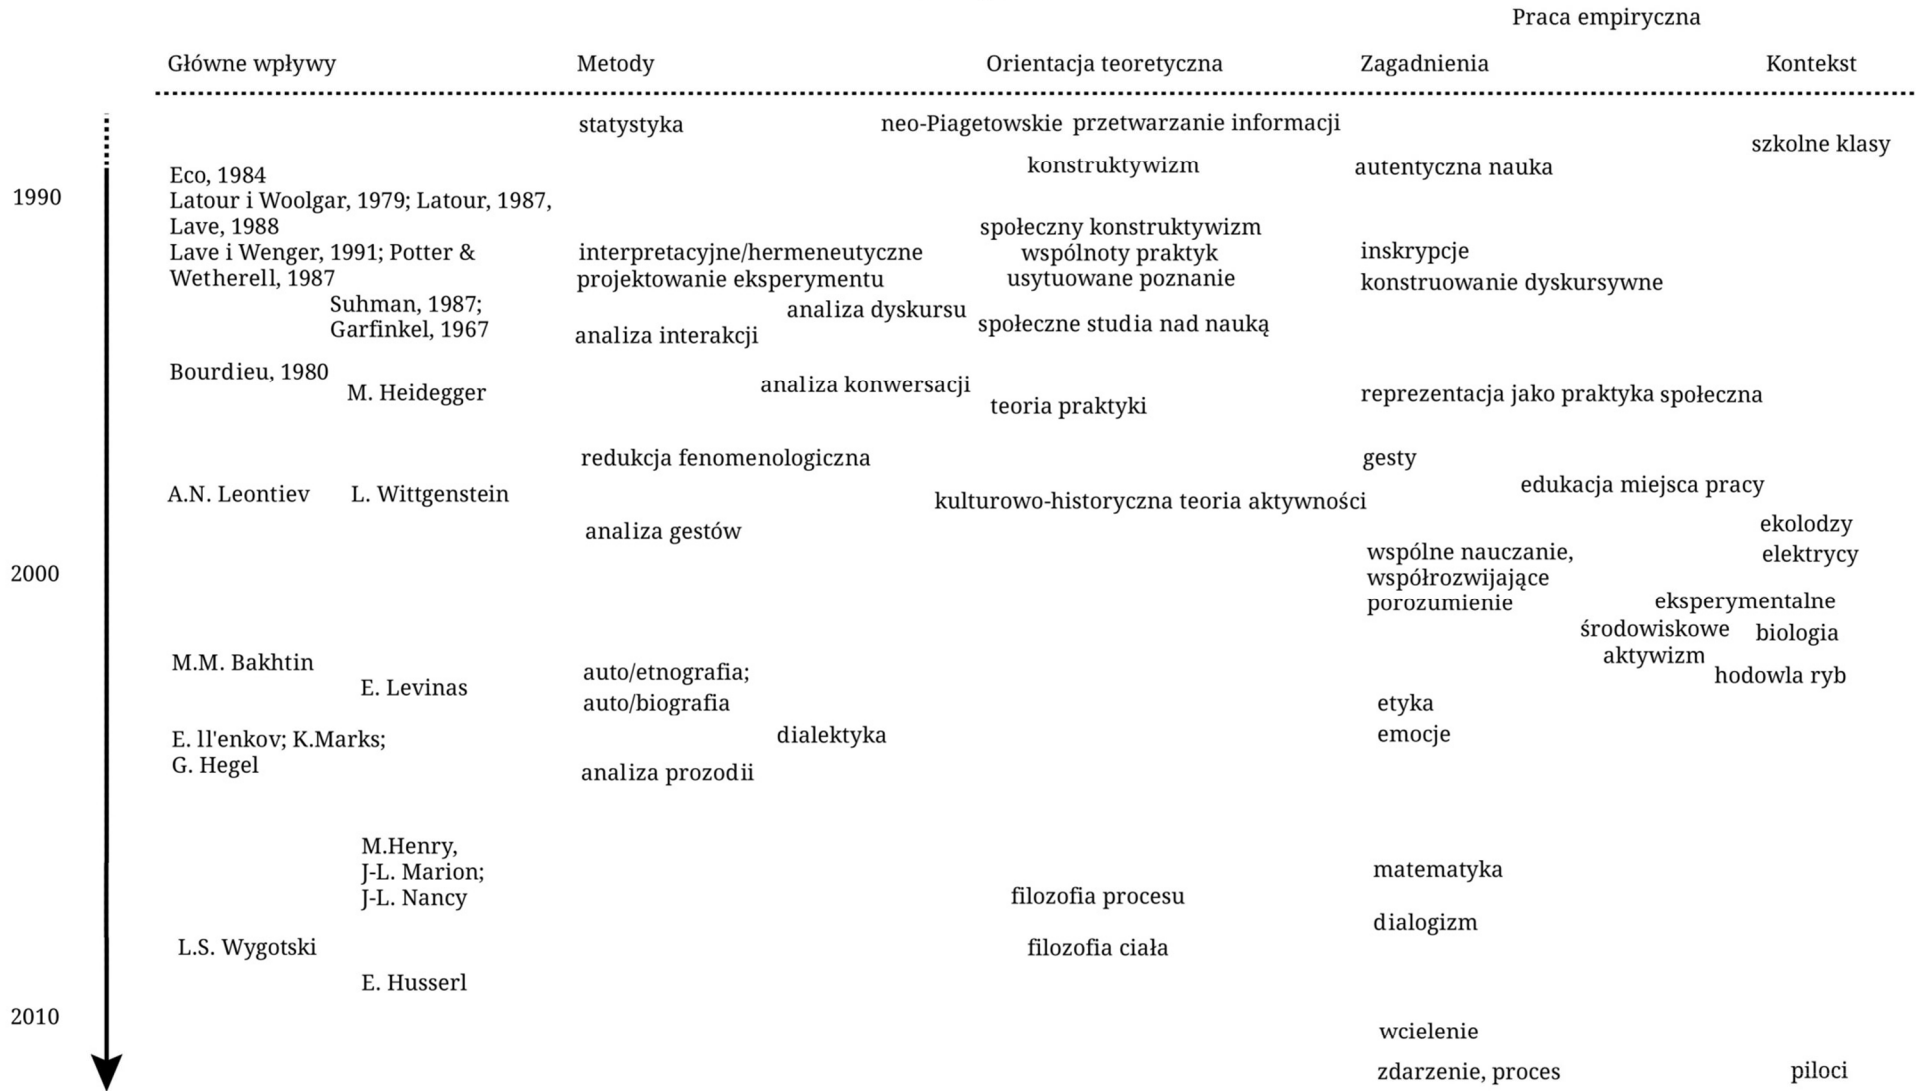 Praca empiryczna
Główne wpływy Metody Orientacja teoretyczna Zagadnienia Kontekst
statystyka neo-Piagetowskie przetwarzanie informacji
szkolne klasy
konstruktywizm autentyczna nauka
Eco, 1984
1990 Latour i Woolgar, 1979; Latour, 1987,
Lave, 1988 społeczny konstruktywizm
Lave i Wenger, 1991; Potter & interpretacyjne/hermeneutyczne wspólnoty praktyk inskrypcje
Wetherell, 1987 projektowanie eksperymentu usytuowane poznanie konstruowanie dyskursywne
Suhman, 1987; analiza dyskursu
Garfinkel, 1967 analiza interakcji społeczne studia nad nauką
Bourdieu, 1980
M. Heidegger analiza konwersacji reprezentacja jako praktyka społeczna
teoria praktyki
redukcja fenomenologiczna gesty
edukacja miejsca pracy
A.N. Leontiev L. Wittgenstein kulturowo-historyczna teoria aktywności
analiza gestów ekolodzy
wspólne nauczanie, elektrycy
2000 współrozwijające
porozumienie eksperymentalne
środowiskowe biologia
aktywizm
M.M. Bakhtin auto/etnografia; hodowla ryb
E. Levinas
auto/biografia etyka
dialektyka emocje
E. ll'enkov; K.Marks;
G. Hegel analiza prozodii
M.Henry,
J-L. Marion; matematyka
J-L. Nancy filozofia procesu
dialogizm
L.S. Wygotski filozofia ciała
E. Husserl
2010
wcielenie
zdarzenie, proces piloci